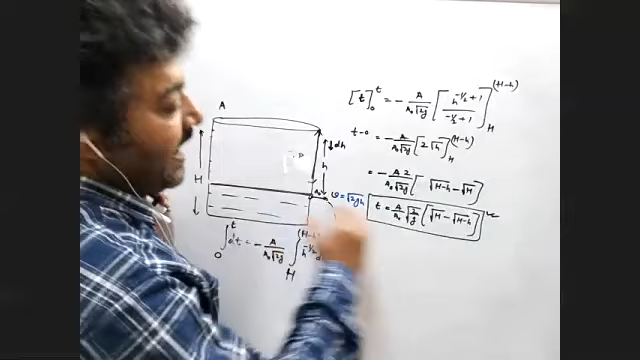 A
[t]₀ᵗ = - A/(A₀√2g) [h^(-1/2 + 1)/(-1/2 + 1)]_H^(H-h)
t-0 = - A/(A₀√2g) [2√h]_H^(H-h)
= - A 2/(A₀√2g) [√H-h - √H]
t = A/A₀ √2/g [√H - √H-h]
dh
h
H
A₀
v = √2gh
∫₀ᵗ dt = - A/(A₀√2g) ∫_H^(H-h) h^(-1/2)